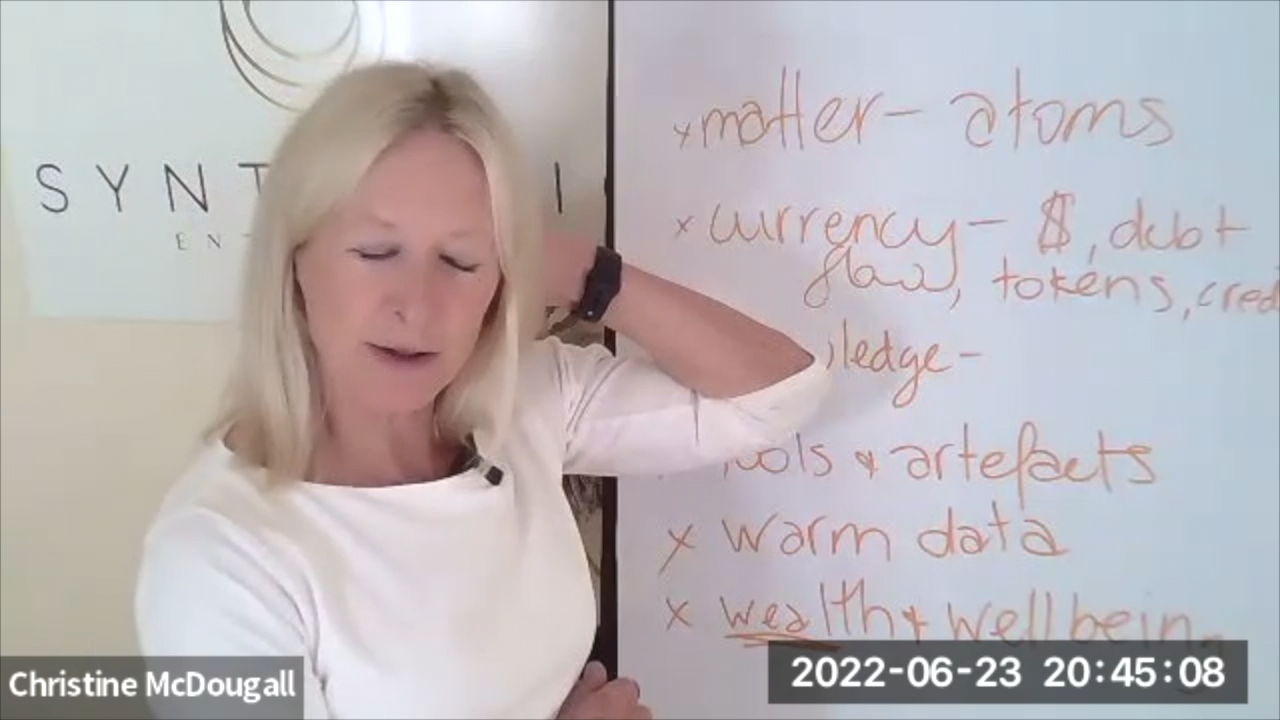 SYNT I
EN
×matter- atoms
×currency- $, debt
flow, tokens, cred
ledge-
ools & artefacts
× warm data
× wealth + wellbeing
Christine McDougall
2022-06-23 20:45:08